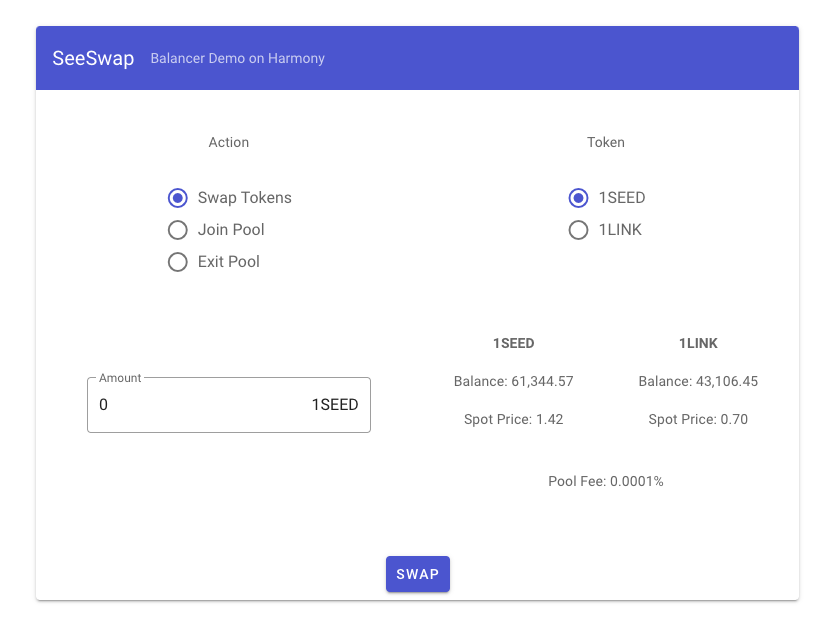 SeeSwap Balancer Demo on Harmony
Action
Token
Swap Tokens
Join Pool
Exit Pool
1SEED
1LINK
Amount
0 1SEED
1SEED
Balance: 61,344.57
Spot Price: 1.42
1LINK
Balance: 43,106.45
Spot Price: 0.70
Pool Fee: 0.0001%
SWAP